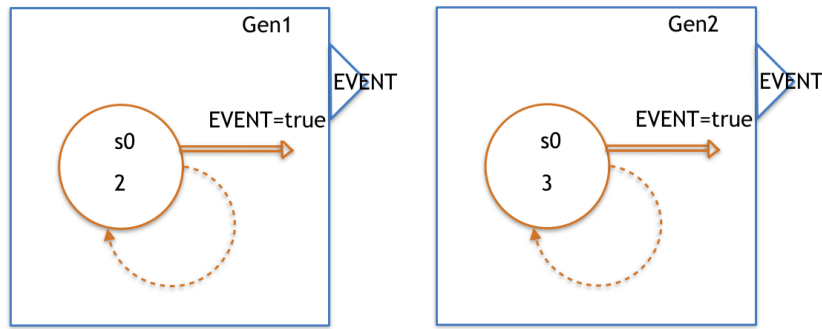 Gen1
EVENT
EVENT=true
s0
2
Gen2
EVENT
EVENT=true
s0
3